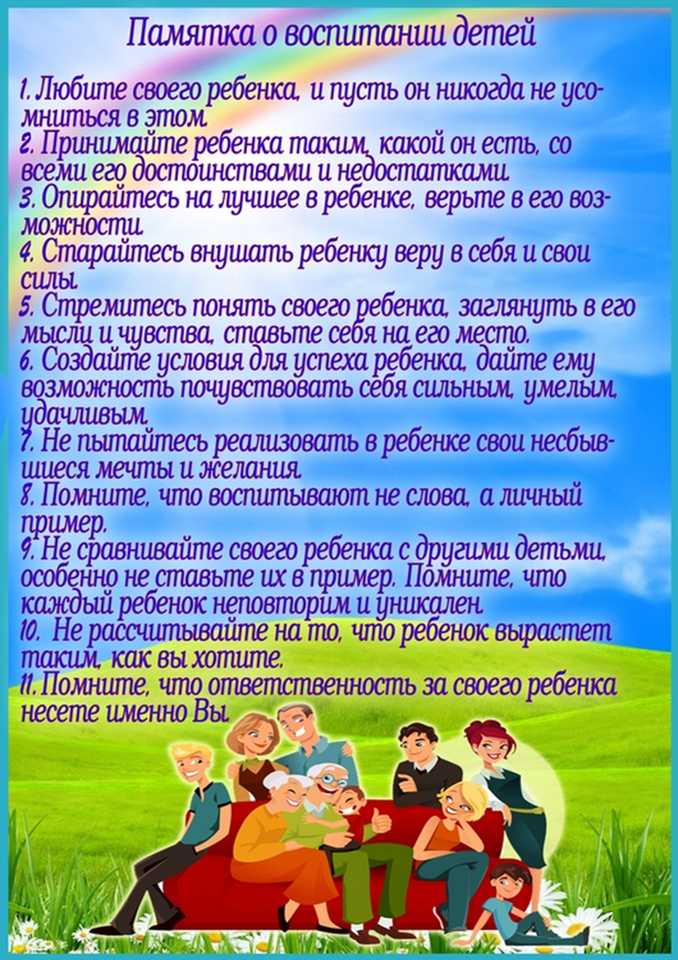 Памятка о воспитании детей
1. Любите своего ребенка, и пусть он никогда не усо-
мниться в этом.
2. Принимайте ребенка таким, какой он есть, со
всеми его достоинствами и недостатками.
3. Опирайтесь на лучшее в ребенке, верьте в его воз-
можности.
4. Старайтесь внушать ребенку веру в себя и свои
силы.
5. Стремитесь понять своего ребенка, заглянуть в его
мысли и чувства, ставьте себя на его место.
6. Создайте условия для успеха ребенка, дайте ему
возможность почувствовать себя сильным, умелым,
удачливым.
7. Не пытайтесь реализовать в ребенке свои несбыв-
шиеся мечты и желания.
8. Помните, что воспитывают не слова, а личный
пример.
9. Не сравнивайте своего ребенка с другими детьми,
особенно не ставьте их в пример. Помните, что
каждый ребенок неповторим и уникален.
10. Не рассчитывайте на то, что ребенок вырастет
таким, как вы хотите.
11. Помните, что ответственность за своего ребенка
несете именно Вы.